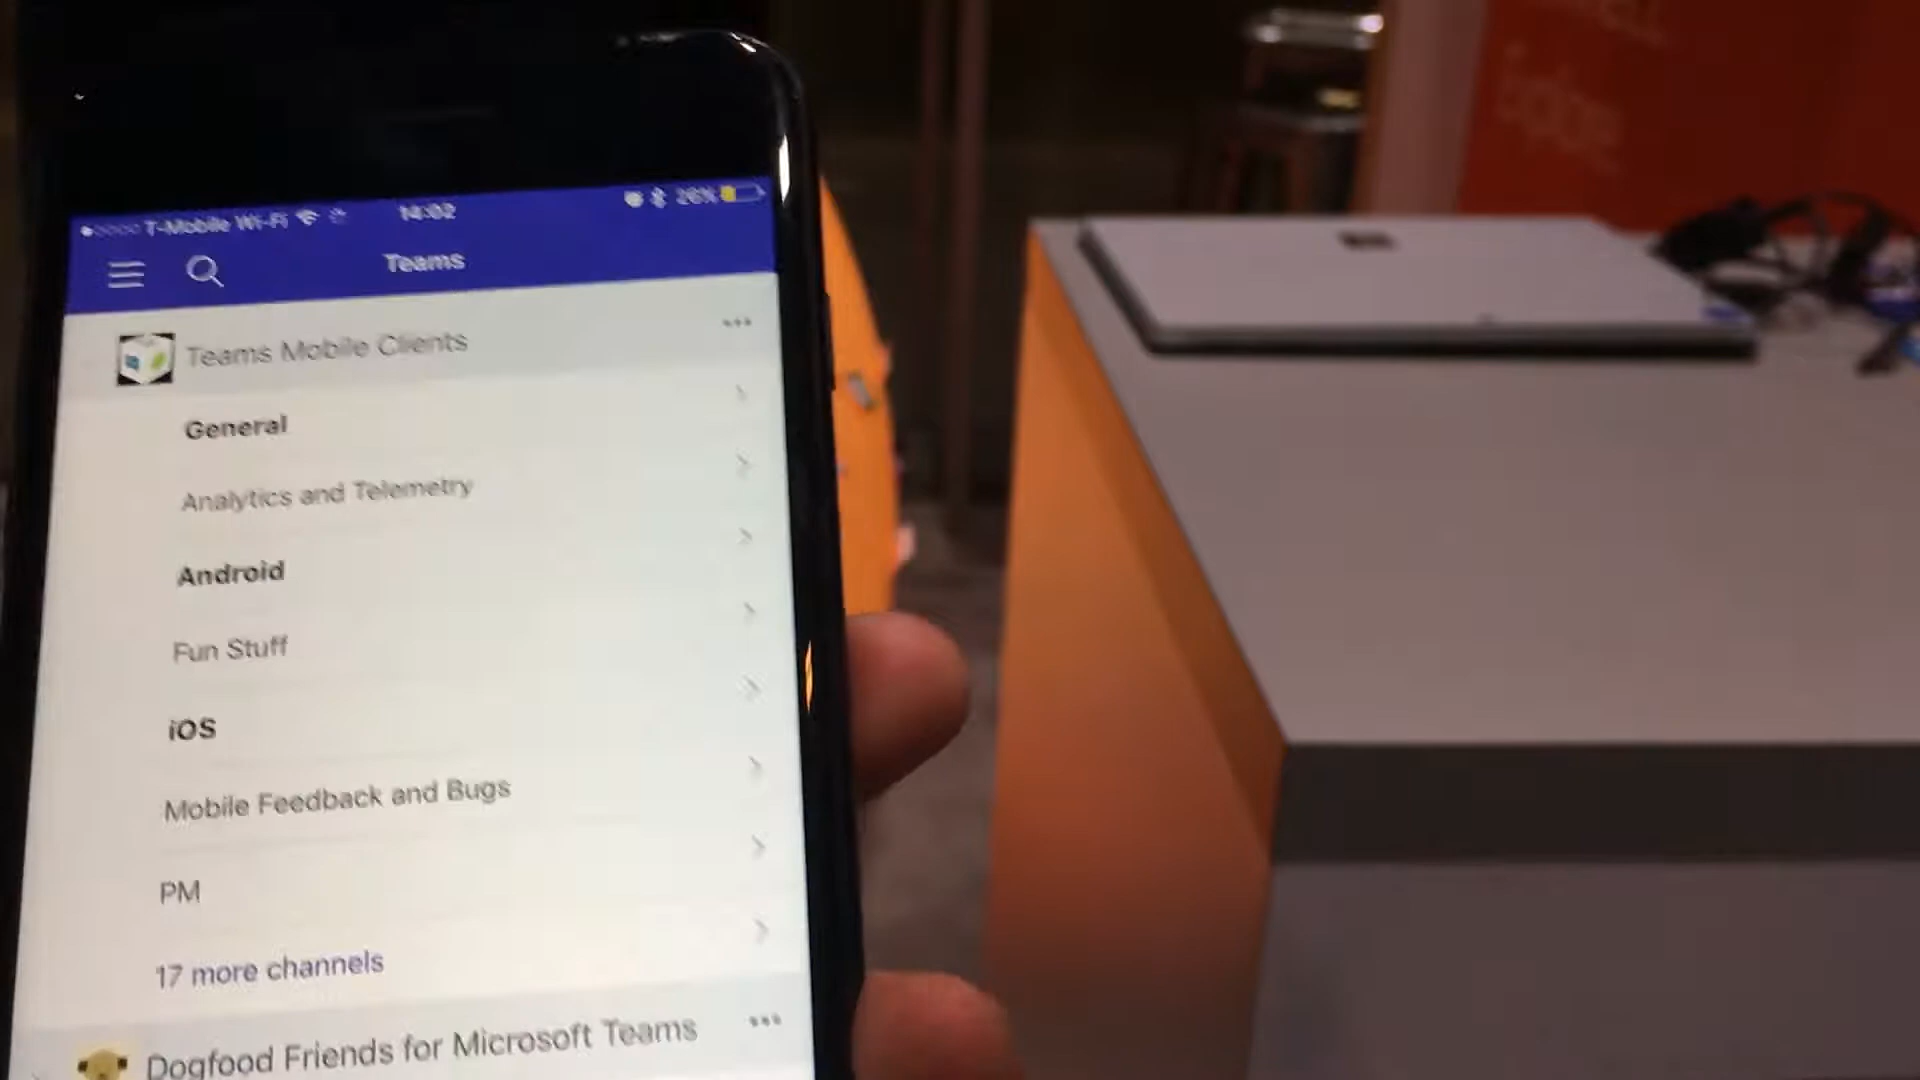 T-Mobile Wi-Fi 14:02 26%
Teams
Teams Mobile Clients
General
Analytics and Telemetry
Android
Fun Stuff
iOS
Mobile Feedback and Bugs
PM
17 more channels
Dogfood Friends for Microsoft Teams